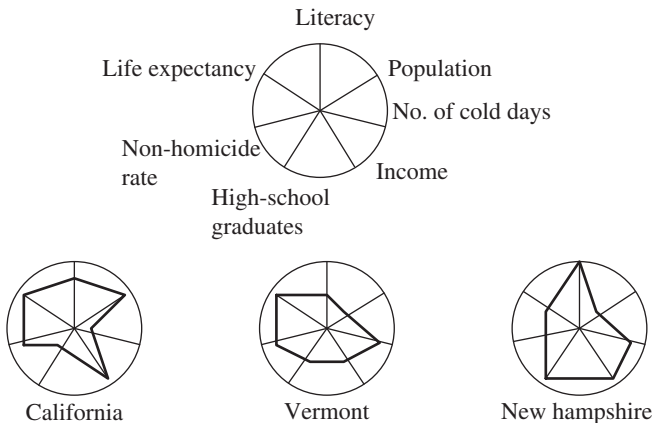 Literacy
Life expectancy
Population
No. of cold days
Non-homicide
rate
Income
High-school
graduates
California
Vermont
New hampshire